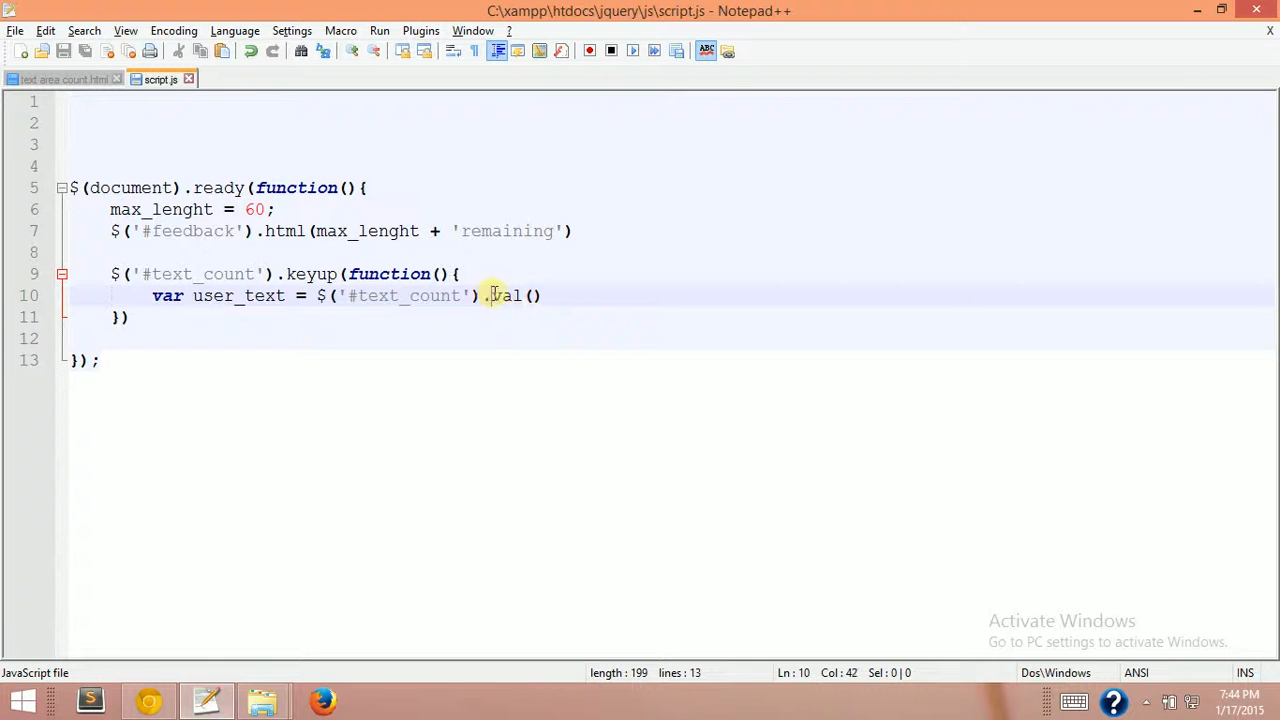 C:\xampp\htdocs\jquery\js\script.js - Notepad++
File Edit Search View Encoding Language Settings Macro Run Plugins Window ? X
ABC
text area count.html script.js
1
2
3
4
5 $(document).ready(function(){
6 max_lenght = 60;
7 $('#feedback').html(max_lenght + 'remaining')
8
9 $('#text_count').keyup(function(){
10 var user_text = $('#text_count').val()
11 })
12
13 });
Activate Windows
Go to PC settings to activate Windows.
JavaScript file length : 199 lines : 13 Ln : 10 Col : 42 Sel : 0 | 0 Dos\Windows ANSI INS
S ? 7:44 PM
1/17/2015